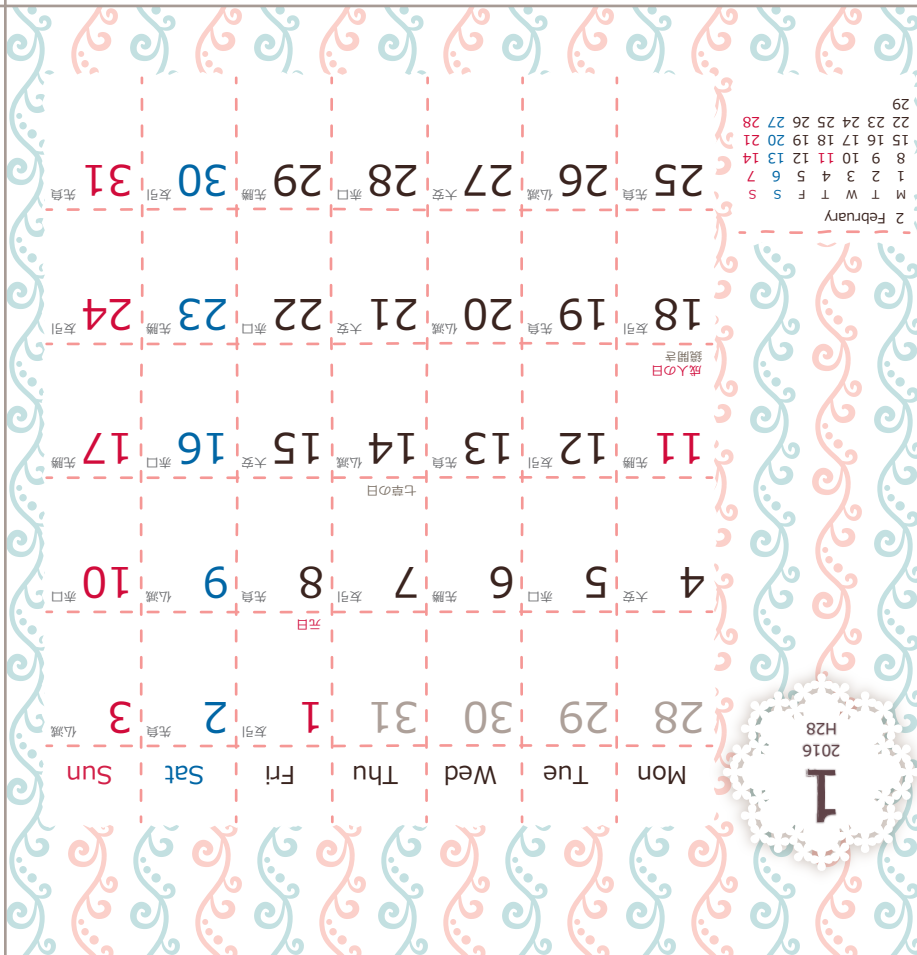 1
2016
H28
Mon Tue Wed Thu Fri Sat Sun
28 29 30 31 1 友引 2 先負 3 仏滅
元日
4 大安 5 赤口 6 先勝 7 友引 8 先負 9 仏滅 10 赤口
七草の日
11 先勝 12 友引 13 先負 14 仏滅 15 大安 16 赤口 17 先勝
成人の日
鏡開き
18 友引 19 先負 20 仏滅 21 大安 22 赤口 23 先勝 24 友引
25 先負 26 仏滅 27 大安 28 赤口 29 先勝 30 友引 31 先負
2 February
M T W T F S S
1 2 3 4 5 6 7
8 9 10 11 12 13 14
15 16 17 18 19 20 21
22 23 24 25 26 27 28
29